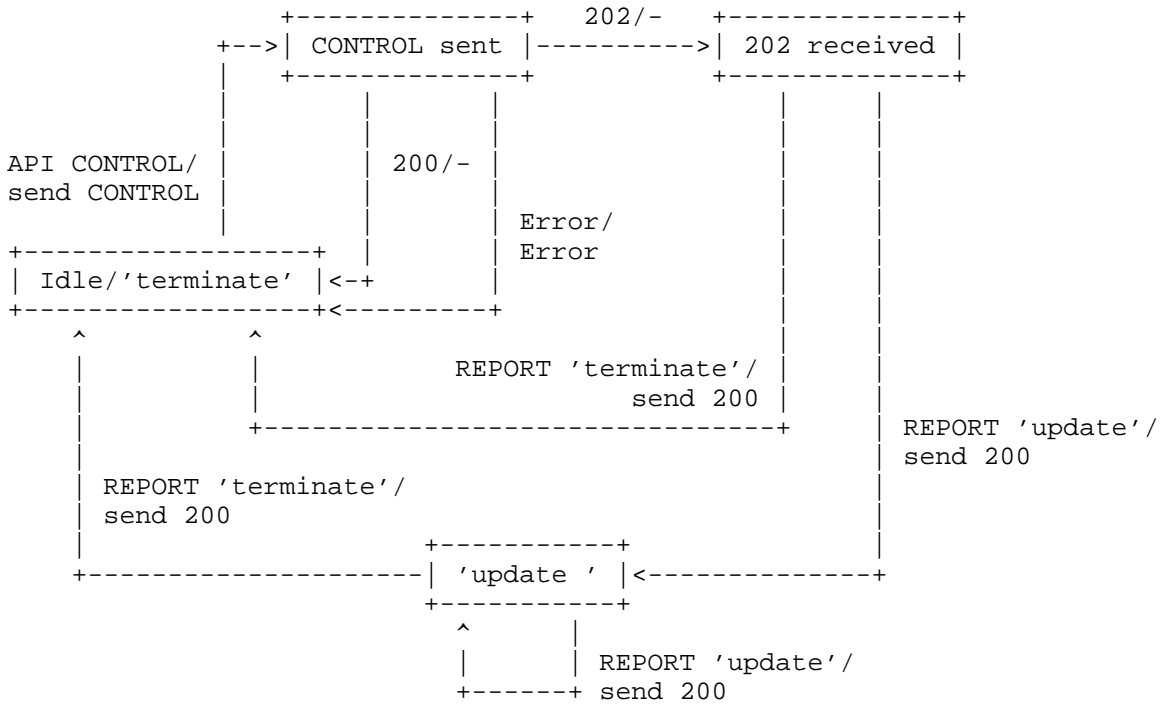 202/-
CONTROL sent
202 received
API CONTROL/
send CONTROL
200/-
Error/
Error
Idle/'terminate'
REPORT 'terminate'/
send 200
REPORT 'update'/
send 200
REPORT 'terminate'/
send 200
'update '
REPORT 'update'/
send 200